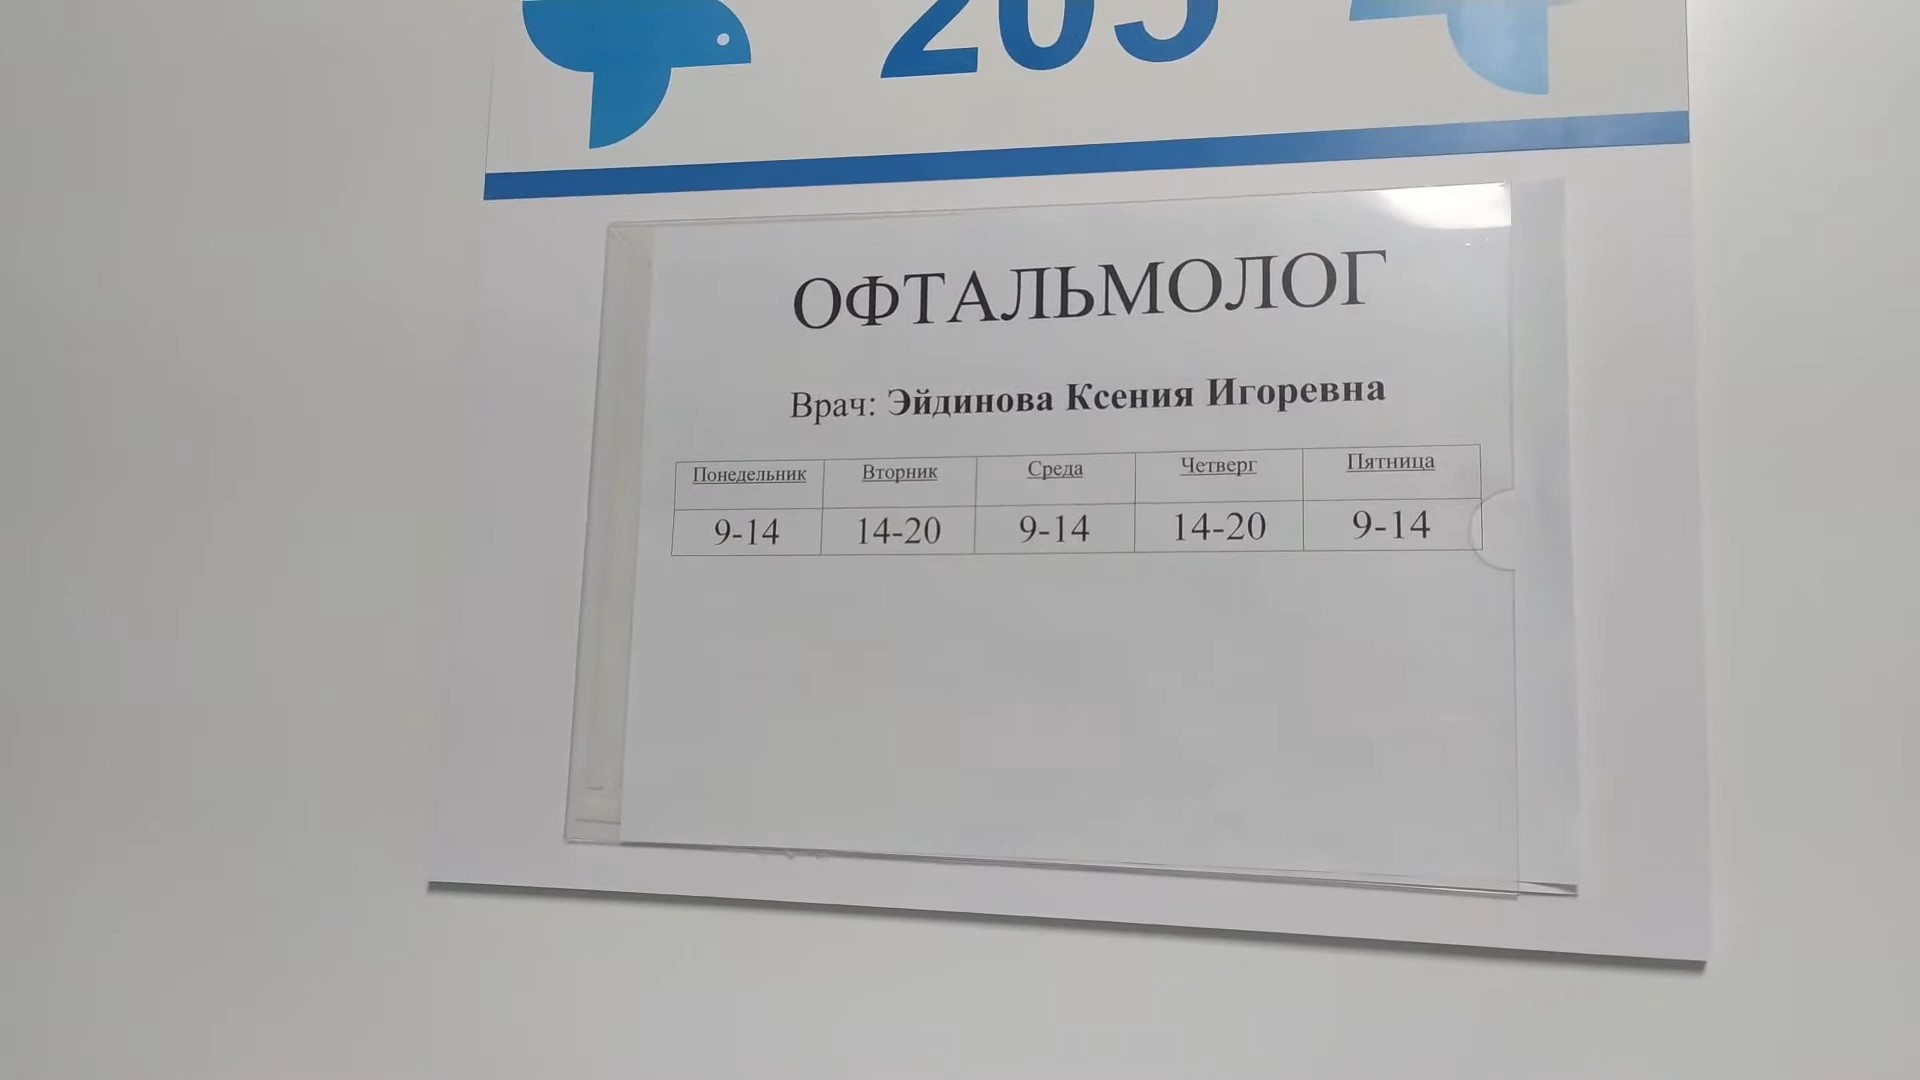 205
ОФТАЛЬМОЛОГ
Врач: Эйдинова Ксения Игоревна
Понедельник Вторник Среда Четверг Пятница
9-14 14-20 9-14 14-20 9-14